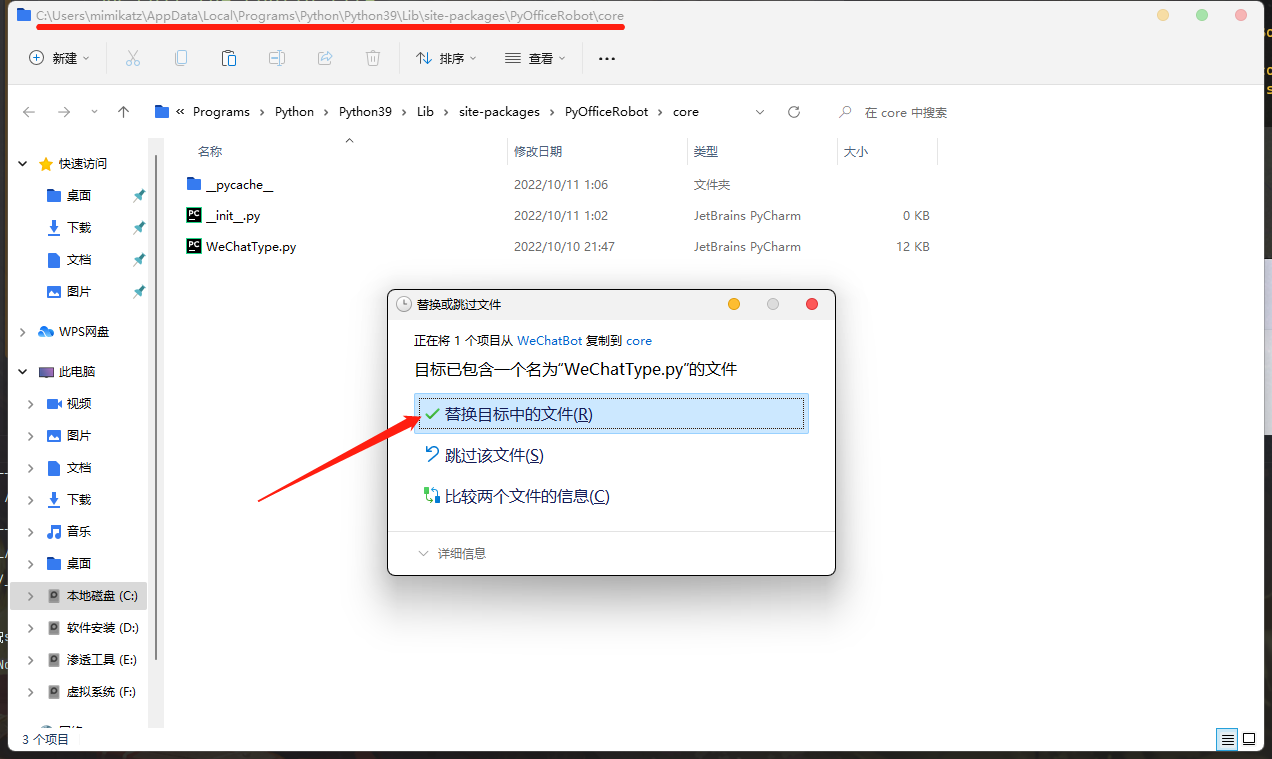 C:\Users\mimikatz\AppData\Local\Programs\Python\Python39\Lib\site-packages\PyOfficeRobot\core
新建 排序 查看 ...
« Programs > Python > Python39 > Lib > site-packages > PyOfficeRobot > core
在 core 中搜索
名称 修改日期 类型 大小
__pycache__ 2022/10/11 1:06 文件夹
__init__.py 2022/10/11 1:02 JetBrains PyCharm 0 KB
WeChatType.py 2022/10/10 21:47 JetBrains PyCharm 12 KB
快速访问
桌面
下载
文档
图片
WPS网盘
此电脑
视频
图片
文档
下载
音乐
桌面
本地磁盘 (C:)
软件安装 (D:)
渗透工具 (E:)
虚拟系统 (F:)
替换或跳过文件
正在将 1 个项目从 WeChatBot 复制到 core
目标已包含一个名为"WeChatType.py"的文件
替换目标中的文件(R)
跳过该文件(S)
比较两个文件的信息(C)
详细信息
3 个项目